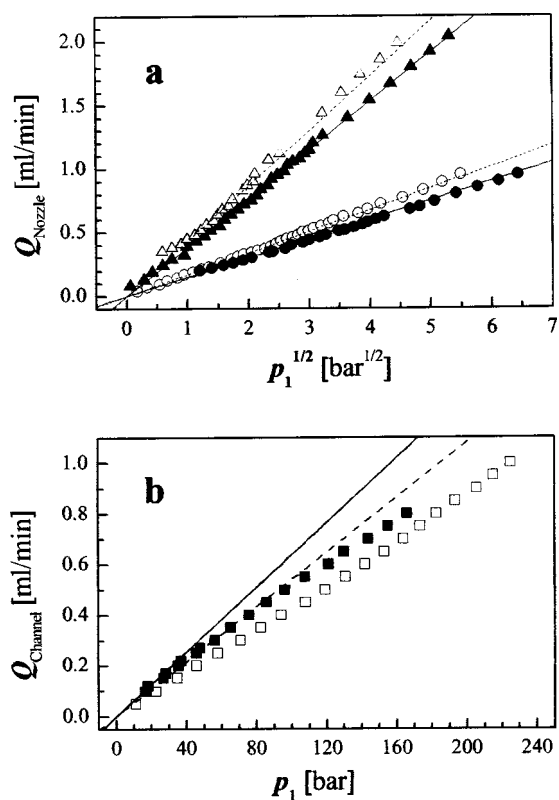 a
2.0
1.5
1.0
0.5
0.0
Q_Nozzle [ml/min]
0 1 2 3 4 5 6 7
p_1^{1/2} [bar^{1/2}]
b
1.0
0.8
0.6
0.4
0.2
0.0
Q_Channel [ml/min]
0 40 80 120 160 200 240
p_1 [bar]